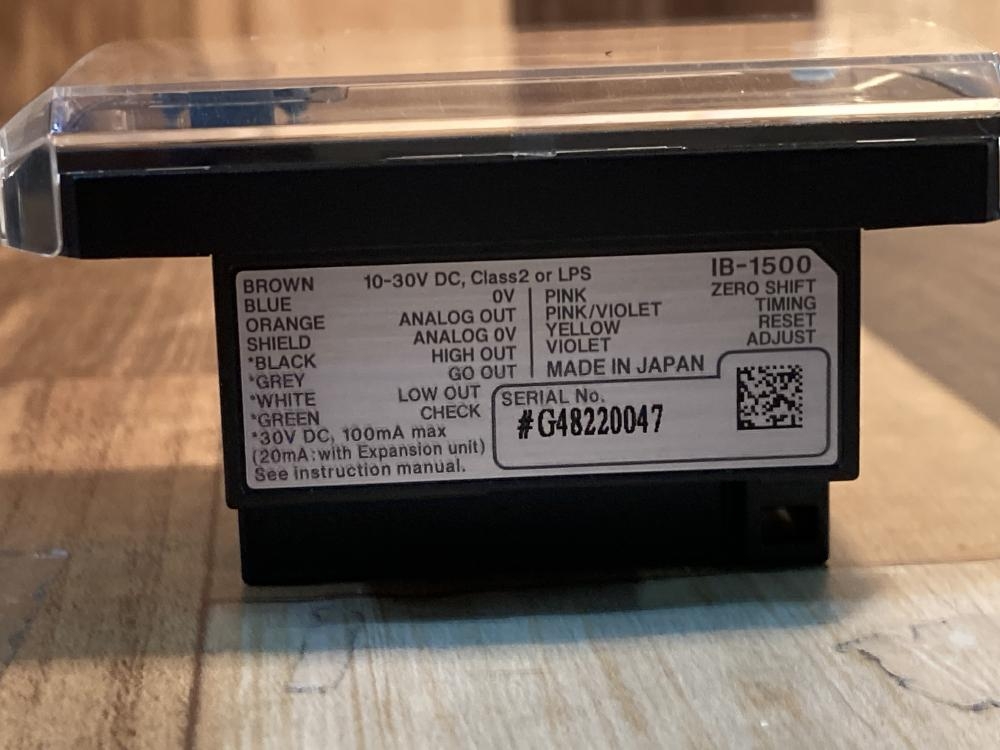 BROWN 10-30V DC, Class2 or LPS
BLUE 0V
ORANGE ANALOG OUT
SHIELD ANALOG 0V
*BLACK HIGH OUT
*GREY GO OUT
*WHITE LOW OUT
*GREEN CHECK
*30V DC, 100mA max
(20mA:with Expansion unit)
See instruction manual.
IB-1500
PINK ZERO SHIFT
PINK/VIOLET TIMING
YELLOW RESET
VIOLET ADJUST
MADE IN JAPAN
SERIAL No.
#G48220047